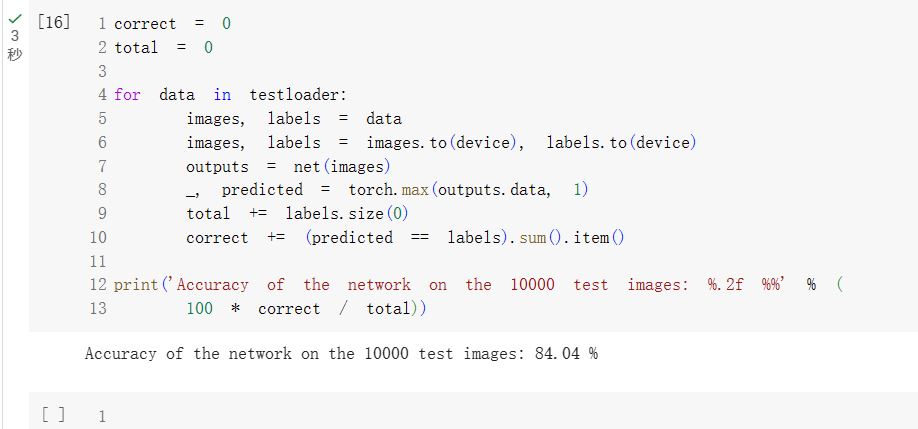 [16] 1 correct = 0
3 2 total = 0
秒 3
4 for data in testloader:
5 images, labels = data
6 images, labels = images.to(device), labels.to(device)
7 outputs = net(images)
8 _, predicted = torch.max(outputs.data, 1)
9 total += labels.size(0)
10 correct += (predicted == labels).sum().item()
11
12 print('Accuracy of the network on the 10000 test images: %.2f %%' % (
13 100 * correct / total))
Accuracy of the network on the 10000 test images: 84.04 %
[ ] 1